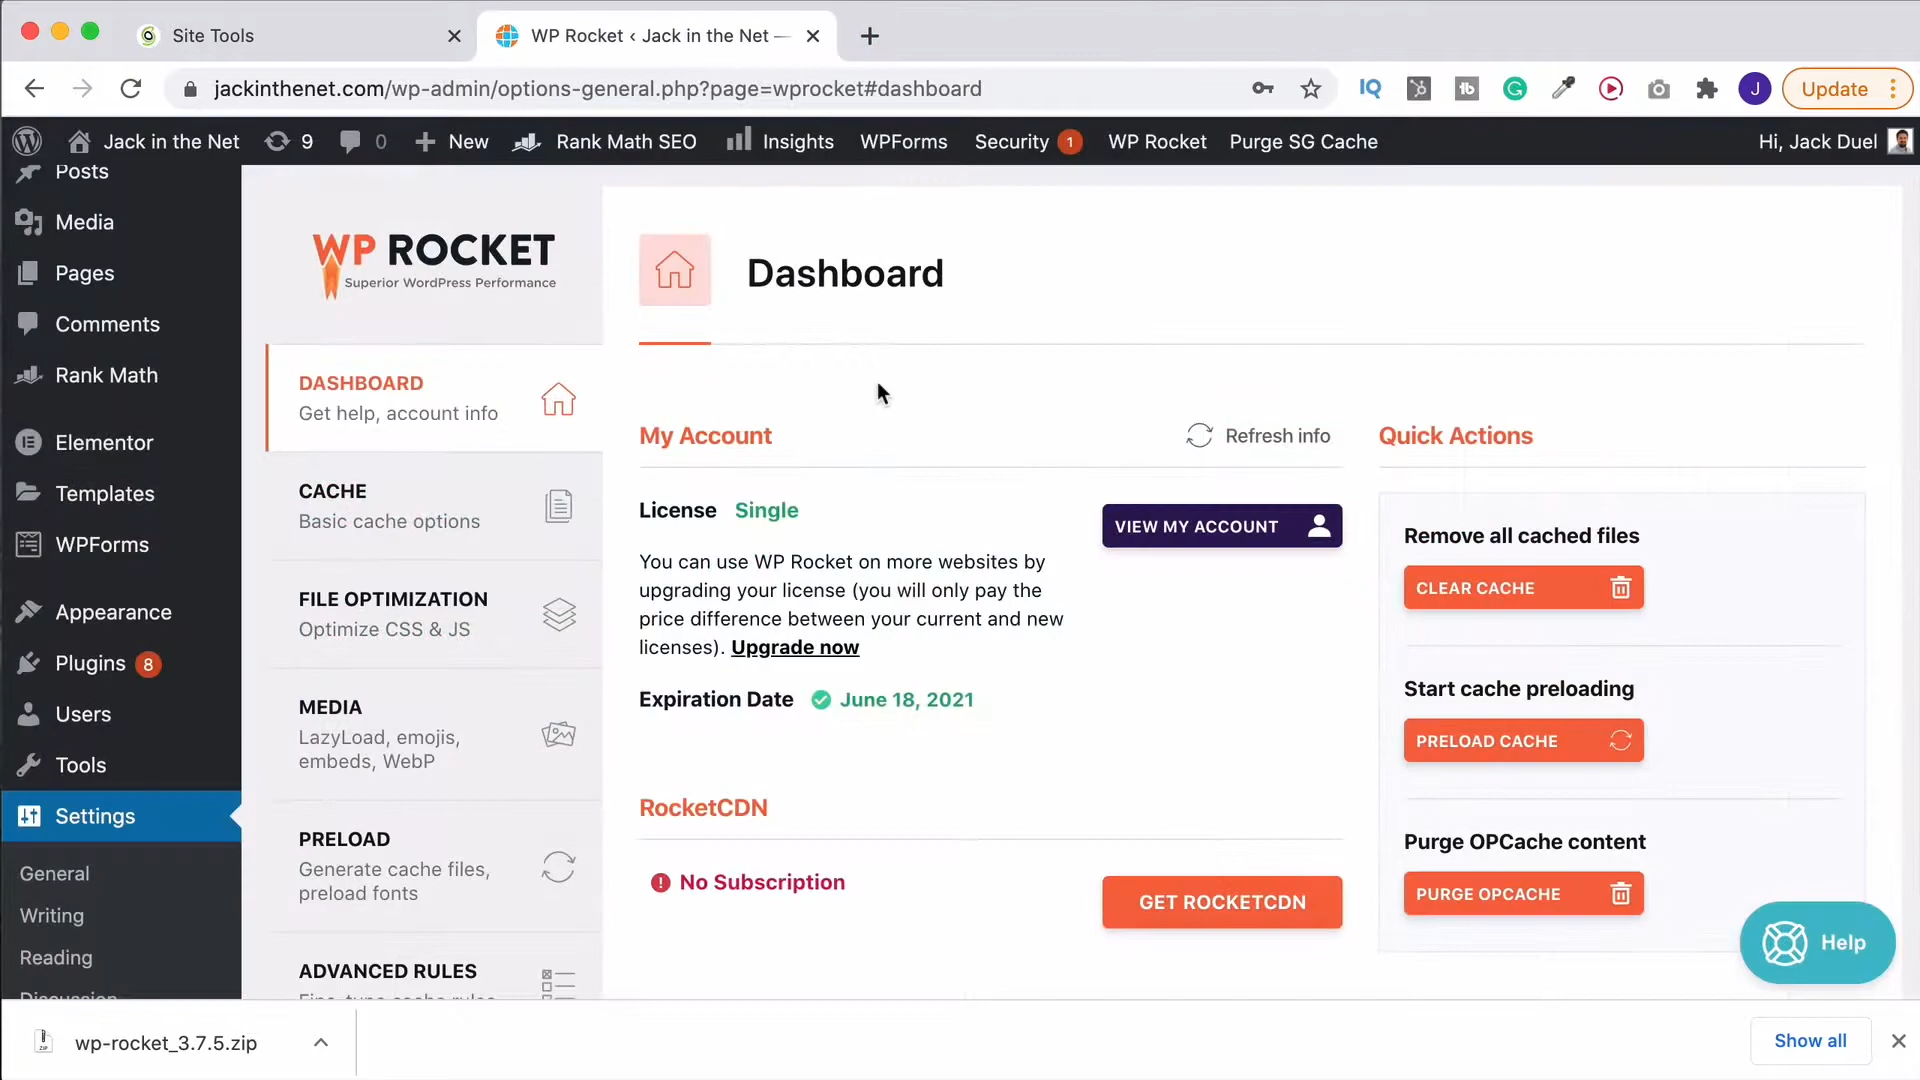 Site Tools
WP Rocket ‹ Jack in the Net —
jackinthenet.com/wp-admin/options-general.php?page=wprocket#dashboard
IQ
tb
J
Update
Jack in the Net
9
0
New
Rank Math SEO
Insights
WPForms
Security 1
WP Rocket
Purge SG Cache
Hi, Jack Duel
Posts
Media
Pages
Comments
Rank Math
Elementor
Templates
WPForms
Appearance
Plugins 8
Users
Tools
Settings
General
Writing
Reading
Discussion
WP ROCKET
Superior WordPress Performance
DASHBOARD
Get help, account info
CACHE
Basic cache options
FILE OPTIMIZATION
Optimize CSS & JS
MEDIA
LazyLoad, emojis,
embeds, WebP
PRELOAD
Generate cache files,
preload fonts
ADVANCED RULES
Fine-tune cache rules
Dashboard
My Account
Refresh info
License Single
VIEW MY ACCOUNT
You can use WP Rocket on more websites by
upgrading your license (you will only pay the
price difference between your current and new
licenses). Upgrade now
Expiration Date June 18, 2021
RocketCDN
No Subscription
GET ROCKETCDN
Quick Actions
Remove all cached files
CLEAR CACHE
Start cache preloading
PRELOAD CACHE
Purge OPCache content
PURGE OPCACHE
Help
ZIP
wp-rocket_3.7.5.zip
Show all